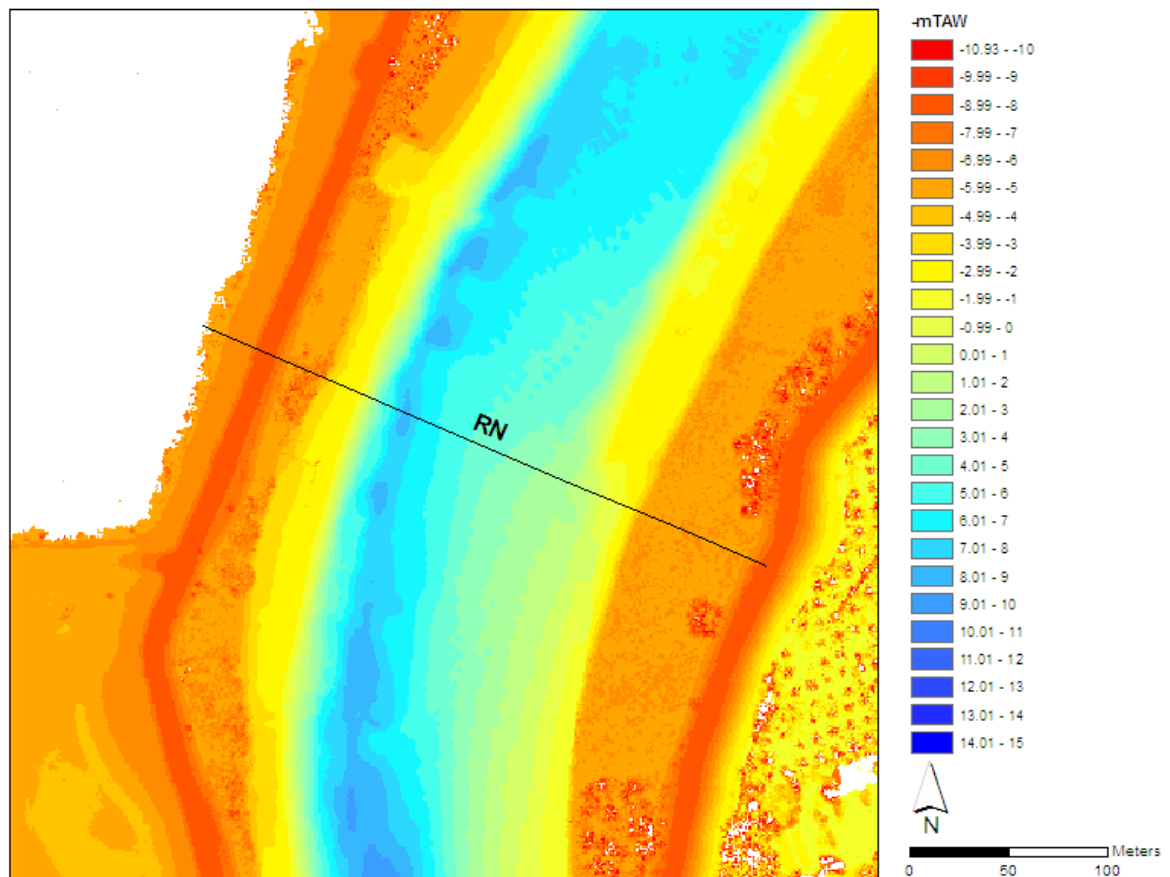 -mTAW
-10.93 - -10
-9.99 - -9
-8.99 - -8
-7.99 - -7
-6.99 - -6
-5.99 - -5
-4.99 - -4
-3.99 - -3
-2.99 - -2
-1.99 - -1
-0.99 - 0
0.01 - 1
1.01 - 2
2.01 - 3
3.01 - 4
4.01 - 5
5.01 - 6
6.01 - 7
7.01 - 8
8.01 - 9
9.01 - 10
10.01 - 11
11.01 - 12
12.01 - 13
13.01 - 14
14.01 - 15
RN
N
Meters
0 50 100